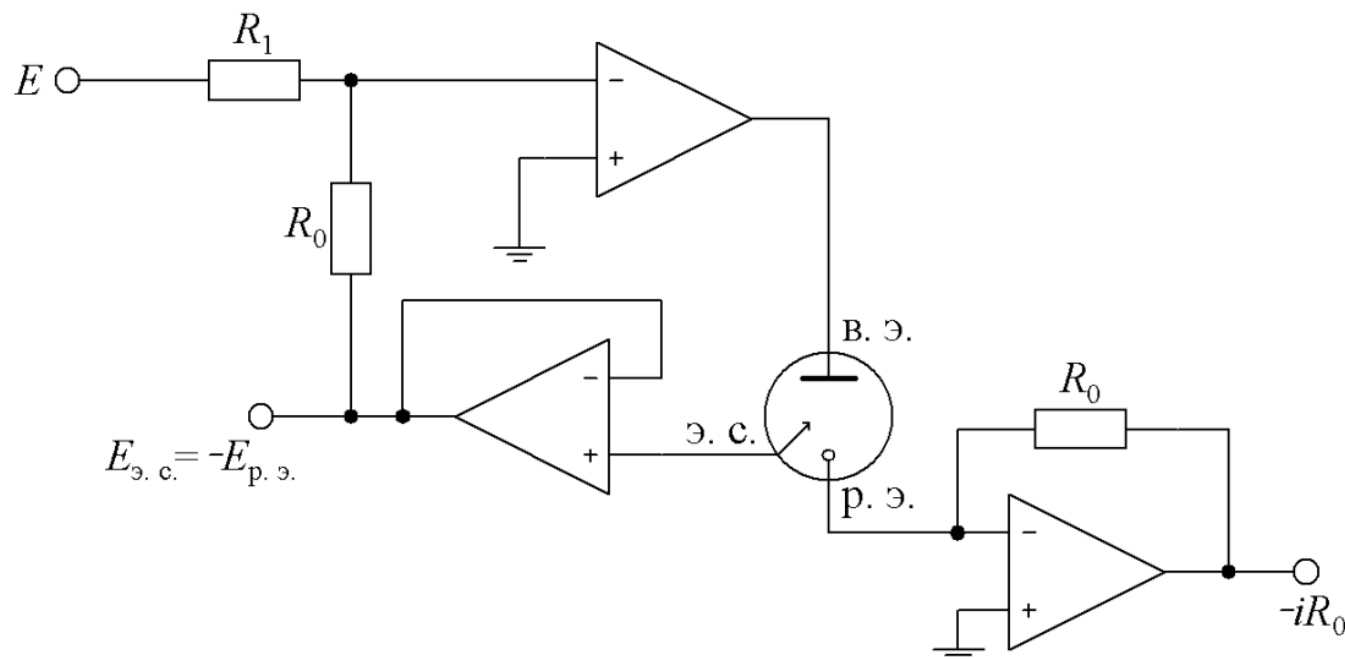 R₁
E
−
+
R₀
в. э.
−
R₀
э. с.
+
Eэ. с.= -Eр. э.
р. э.
−
+
-iR₀